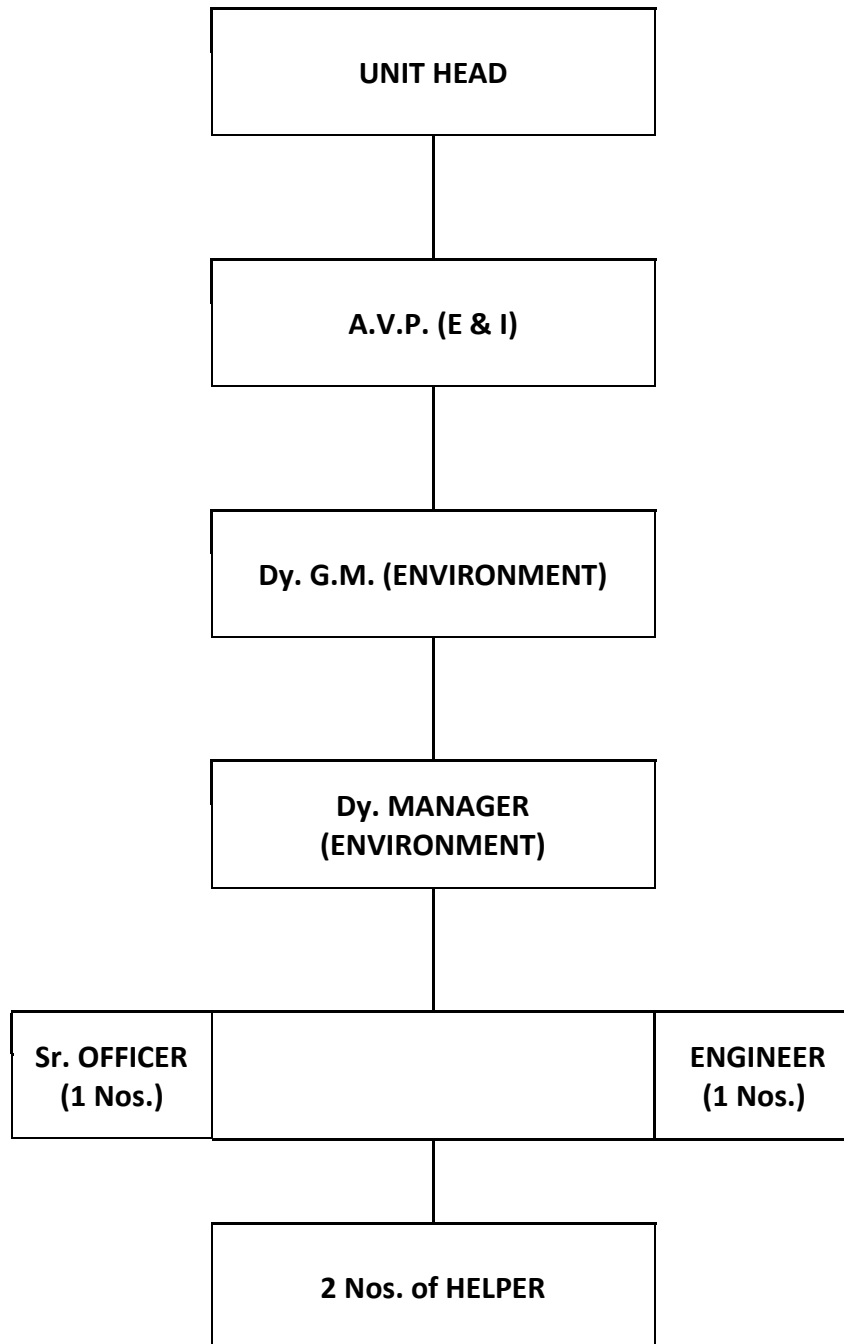 UNIT HEAD
A.V.P. (E & I)
Dy. G.M. (ENVIRONMENT)
Dy. MANAGER
(ENVIRONMENT)
Sr. OFFICER
(1 Nos.)
ENGINEER
(1 Nos.)
2 Nos. of HELPER